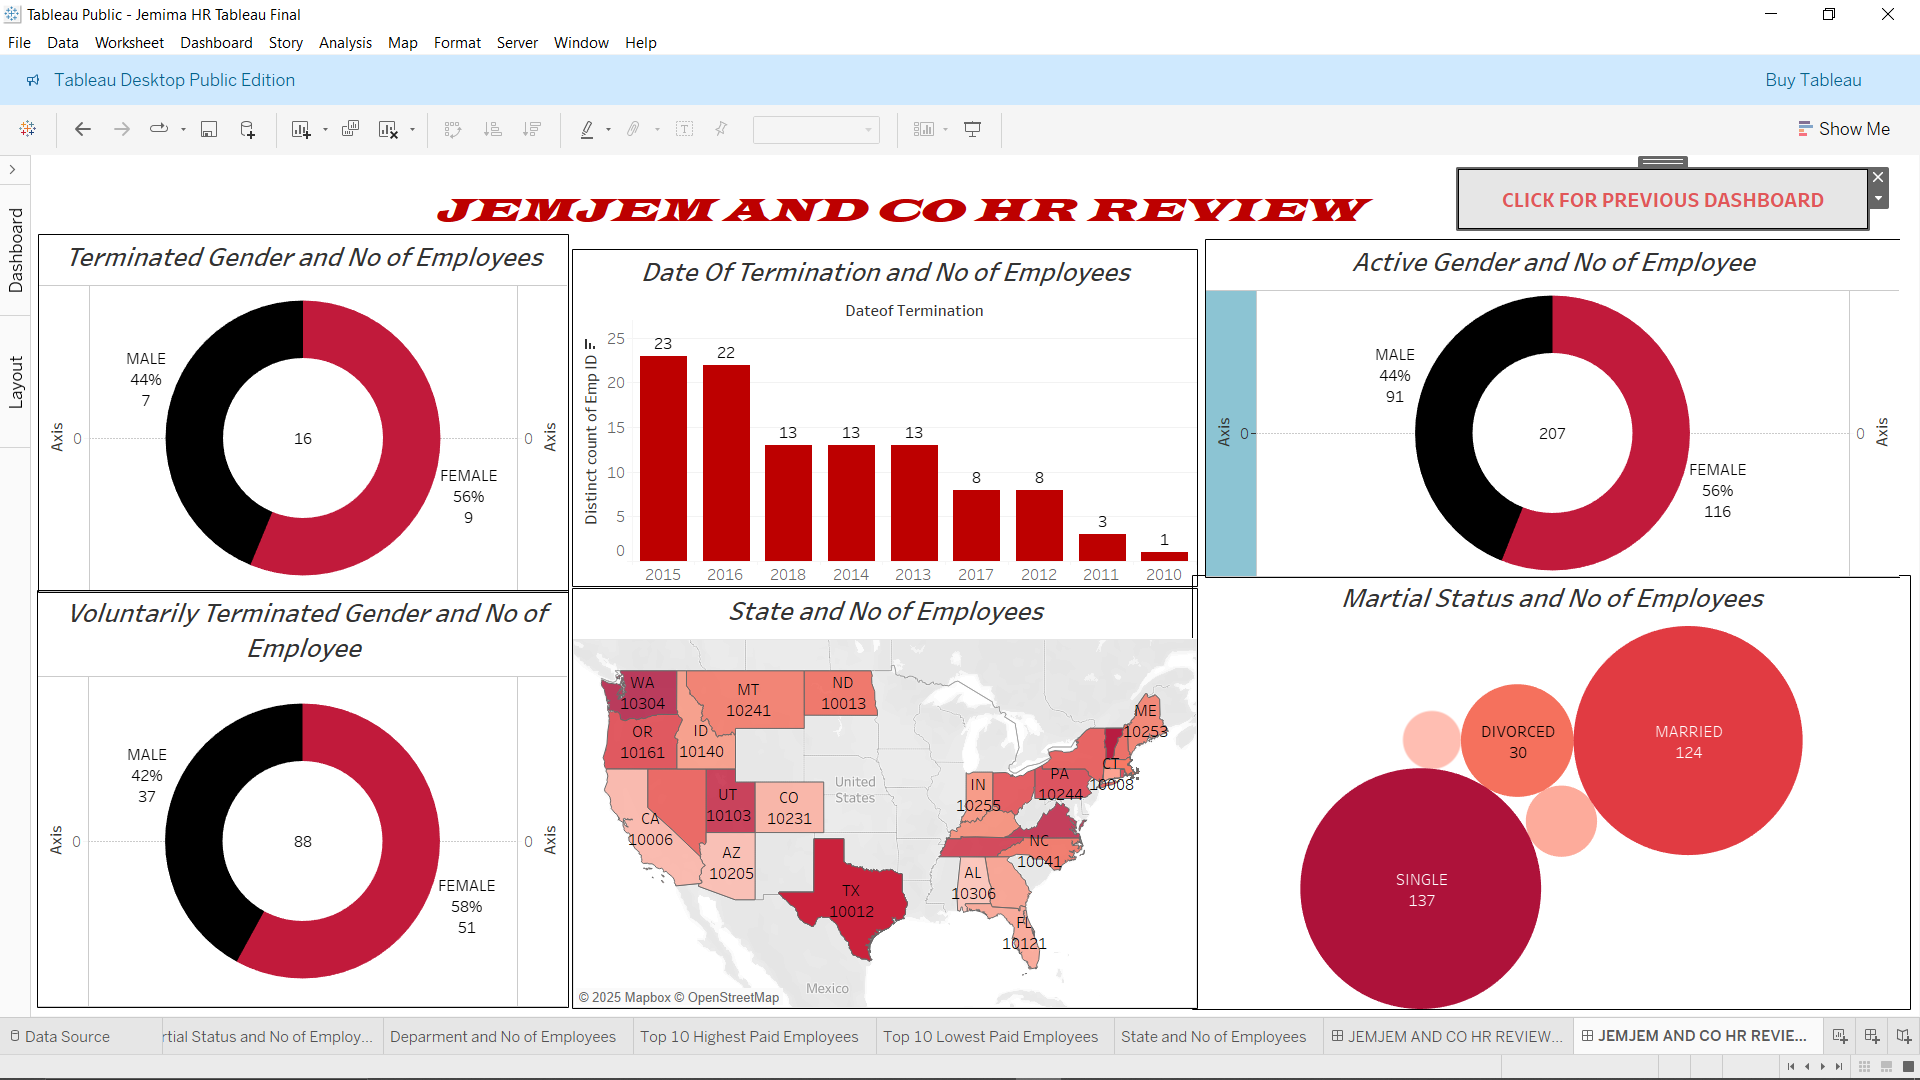 Tableau Public - Jemima HR Tableau Final
File Data Worksheet Dashboard Story Analysis Map Format Server Window Help
Tableau Desktop Public Edition
Buy Tableau
Show Me
Dashboard
Layout
JEMJEM AND CO HR REVIEW
CLICK FOR PREVIOUS DASHBOARD
Terminated Gender and No of Employees
Axis
0
MALE
44%
7
16
FEMALE
56%
9
0
Axis
Date Of Termination and No of Employees
Dateof Termination
Distinct count of Emp ID
25
20
15
10
5
0
23
22
13
13
13
8
8
3
1
2015 2016 2018 2014 2013 2017 2012 2011 2010
Active Gender and No of Employee
Axis
0
MALE
44%
91
207
FEMALE
56%
116
0
Axis
Voluntarily Terminated Gender and No of
Employee
Axis
0
MALE
42%
37
88
FEMALE
58%
51
0
Axis
State and No of Employees
WA
10304
MT
10241
ND
10013
ME
10253
OR
10161
ID
10140
CT
10008
PA
10244
IN
10255
United
States
UT
10103
CO
10231
CA
10006
NC
10041
AZ
10205
AL
10306
TX
10012
FL
10121
Mexico
© 2025 Mapbox © OpenStreetMap
Martial Status and No of Employees
DIVORCED
30
MARRIED
124
SINGLE
137
Data Source
rtial Status and No of Employ...
Deparment and No of Employees
Top 10 Highest Paid Employees
Top 10 Lowest Paid Employees
State and No of Employees
JEMJEM AND CO HR REVIEW...
JEMJEM AND CO HR REVIE...